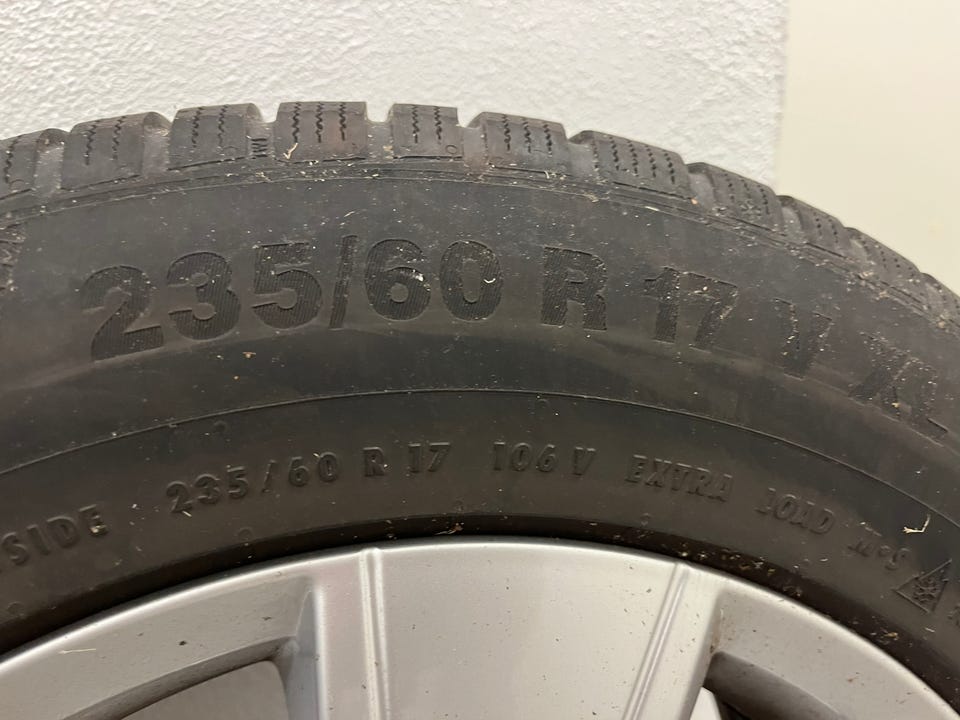 235/60 R 17 V XL
SIDE 235/60 R 17 106 V EXTRA LOAD M+S